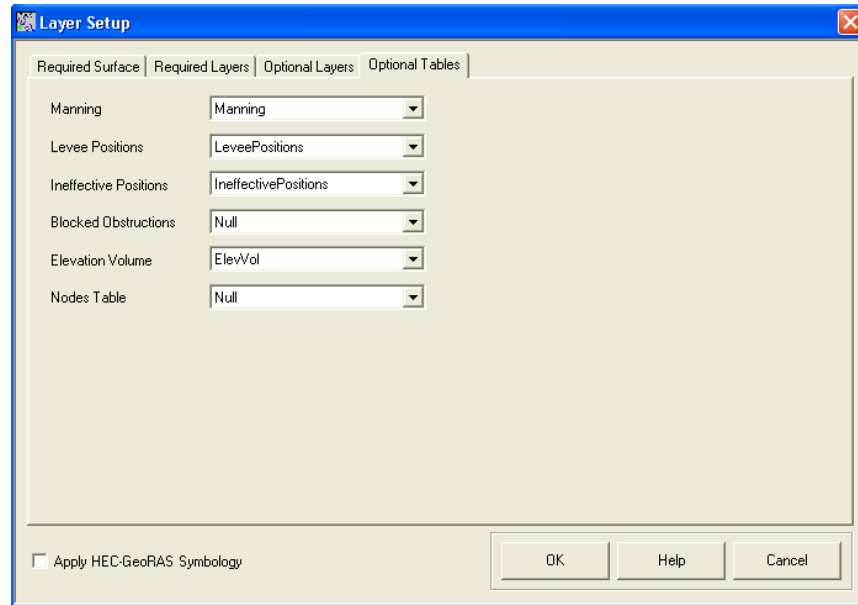 Layer Setup
Required Surface Required Layers Optional Layers Optional Tables
Manning Manning
Levee Positions LeveePositions
Ineffective Positions IneffectivePositions
Blocked Obstructions Null
Elevation Volume ElevVol
Nodes Table Null
Apply HEC-GeoRAS Symbology OK Help Cancel